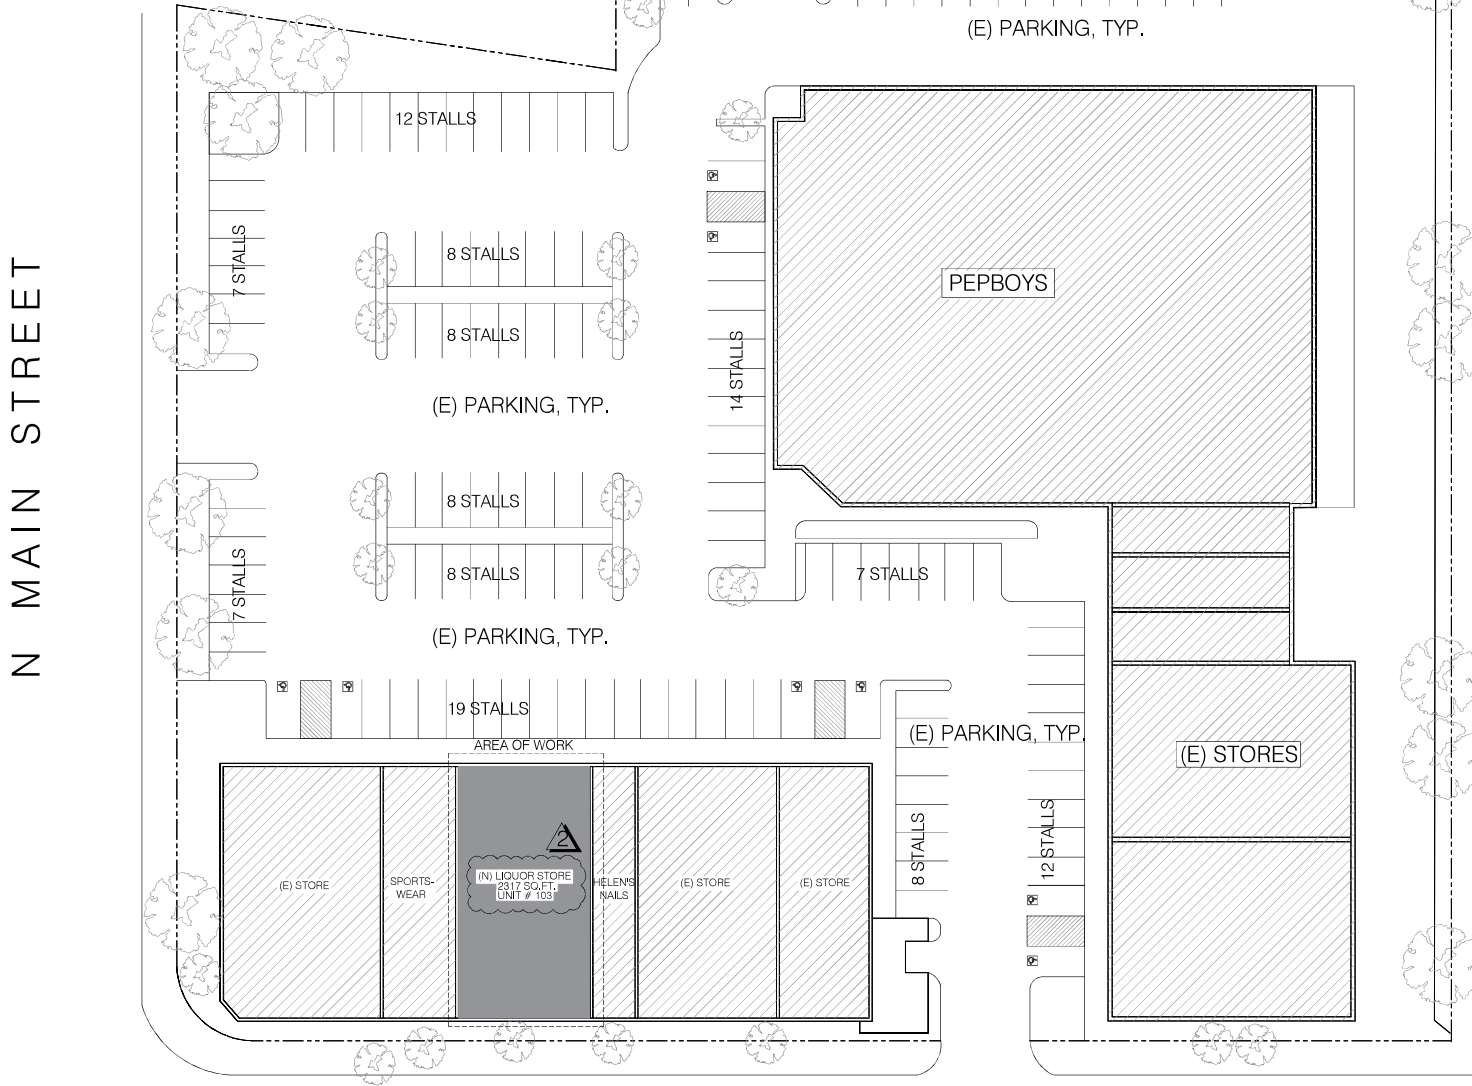 (E) PARKING, TYP.
12 STALLS
7 STALLS
8 STALLS
8 STALLS
14 STALLS
PEPBOYS
(E) PARKING, TYP.
N MAIN STREET
8 STALLS
8 STALLS
7 STALLS
7 STALLS
(E) PARKING, TYP.
19 STALLS
(E) PARKING, TYP.
AREA OF WORK
(E) STORES
8 STALLS
12 STALLS
2
(E) STORE
SPORTS-
WEAR
(N) LIQUOR STORE
2317 SQ.FT.
UNIT # 103
HELEN'S
NAILS
(E) STORE
(E) STORE